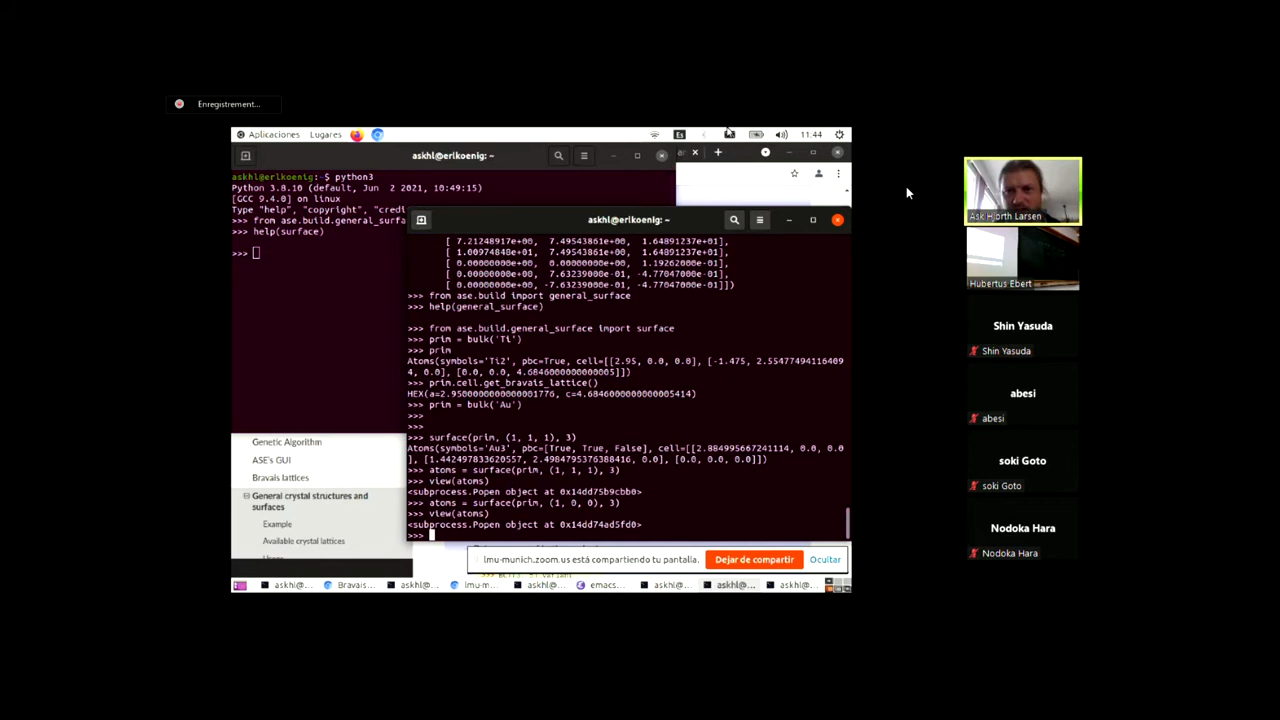 Enregistrement...
Aplicaciones Lugares Es 11:44
askhl@erlkoenig: ~
askhl@erlkoenig:~$ python3
Python 3.8.10 (default, Jun 2 2021, 10:49:15)
[GCC 9.4.0] on linux
Type "help", "copyright", "credi
>>> from ase.build.general_surfa
>>> help(surface)
>>>
askhl@erlkoenig: ~
[ 7.21248917e+00, 7.49543861e+00, 1.64891237e+01],
[ 1.00974848e+01, 7.49543861e+00, 1.64891237e+01],
[ 0.00000000e+00, 0.00000000e+00, 1.19262000e+01],
[ 0.00000000e+00, 7.63239000e-01, -4.77047000e-01],
[ 0.00000000e+00, -7.63239000e-01, -4.77047000e-01]])
>>> from ase.build import general_surface
>>> help(general_surface)
>>> from ase.build.general_surface import surface
>>> prim = bulk('Ti')
>>> prim
Atoms(symbols='Ti2', pbc=True, cell=[[2.95, 0.0, 0.0], [-1.475, 2.55477494116409
4, 0.0], [0.0, 0.0, 4.684600000000005]])
>>> prim.cell.get_bravais_lattice()
HEX(a=2.9500000000000001776, c=4.6846000000000005414)
>>> prim = bulk('Au')
>>>
>>>
>>> surface(prim, (1, 1, 1), 3)
Atoms(symbols='Au3', pbc=[True, True, False], cell=[[2.884995667241114, 0.0, 0.0
], [1.442497833620557, 2.4984795376388416, 0.0], [0.0, 0.0, 0.0]])
>>> atoms = surface(prim, (1, 1, 1), 3)
>>> view(atoms)
<subprocess.Popen object at 0x14dd75b9cbb0>
>>> atoms = surface(prim, (1, 0, 0), 3)
>>> view(atoms)
<subprocess.Popen object at 0x14dd74ad5fd0>
>>>
Genetic Algorithm
ASE's GUI
Bravais lattices
General crystal structures and
surfaces
Example
Available crystal lattices
lmu-munich.zoom.us está compartiendo tu pantalla. Dejar de compartir Ocultar
askhl@... Bravais... askhl@... lmu-m... askhl@... emacs... askhl@... askhl@... askhl@...
Ask Hjorth Larsen
Hubertus Ebert
Shin Yasuda
Shin Yasuda
abesi
abesi
soki Goto
soki Goto
Nodoka Hara
Nodoka Hara